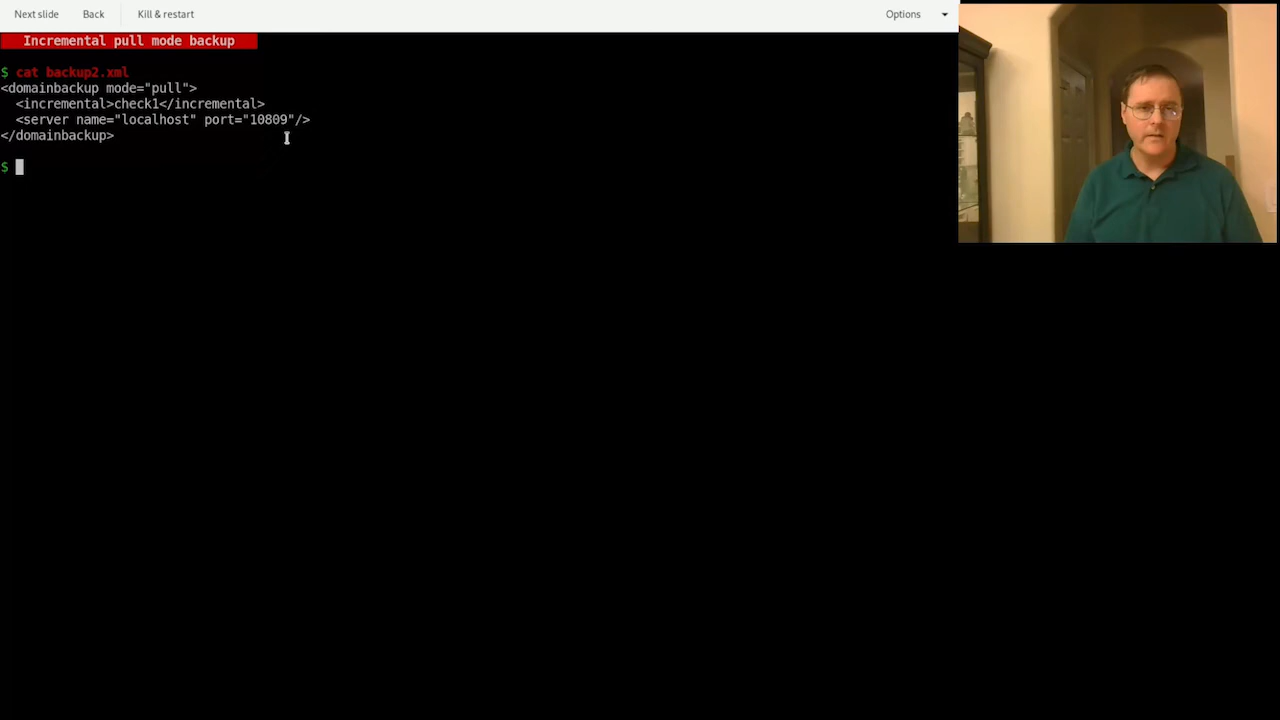 Next slide Back Kill & restart Options
Incremental pull mode backup
$ cat backup2.xml
<domainbackup mode="pull">
<incremental>check1</incremental>
<server name="localhost" port="10809"/>
</domainbackup>
$